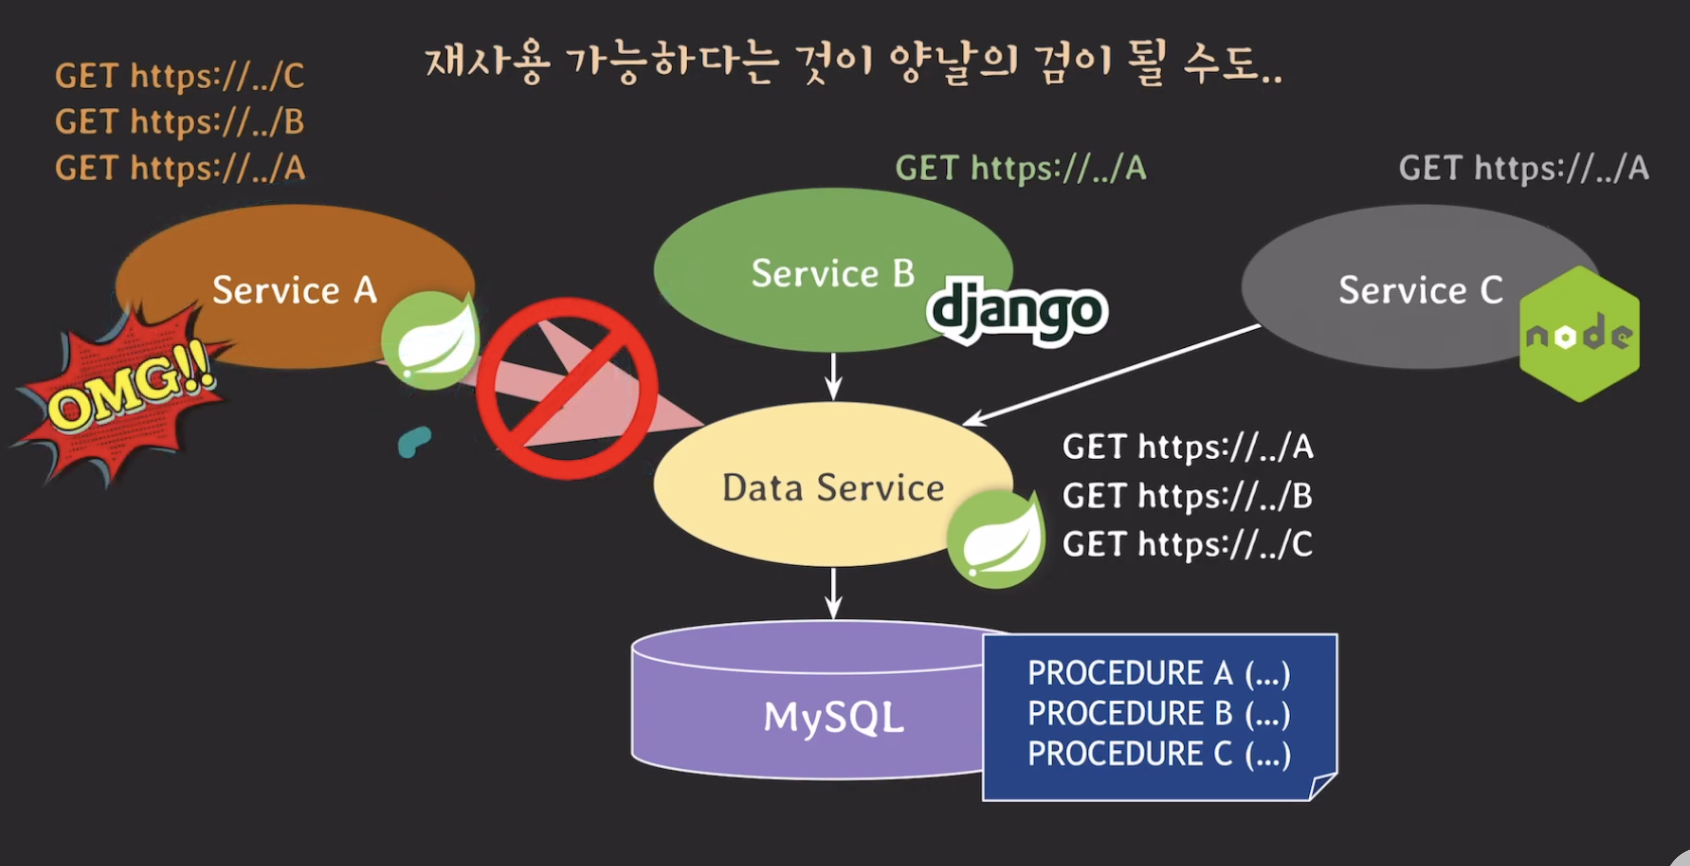 재사용 가능하다는 것이 양날의 검이 될 수도..
GET https://../C
GET https://../B
GET https://../A
GET https://../A
GET https://../A
Service A
Service B
Service C
OMG!!
django
node
Data Service
GET https://../A
GET https://../B
GET https://../C
MySQL
PROCEDURE A (...)
PROCEDURE B (...)
PROCEDURE C (...)